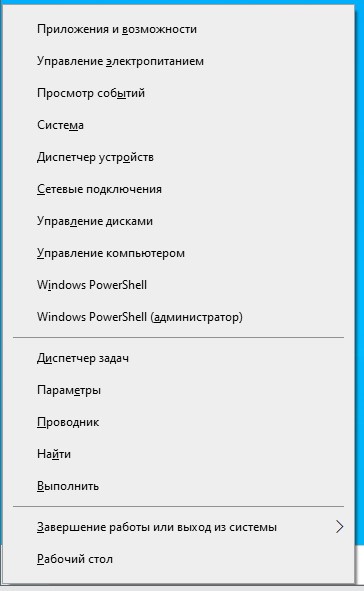 Приложения и возможности
Управление электропитанием
Просмотр событий
Система
Диспетчер устройств
Сетевые подключения
Управление дисками
Управление компьютером
Windows PowerShell
Windows PowerShell (администратор)
Диспетчер задач
Параметры
Проводник
Найти
Выполнить
Завершение работы или выход из системы
Рабочий стол